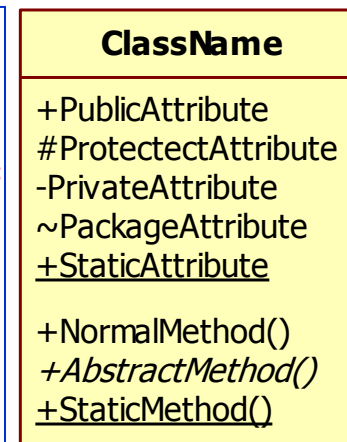 ClassName
+PublicAttribute
#ProtectectAttribute
-PrivateAttribute
~PackageAttribute
+StaticAttribute
+NormalMethod()
+AbstractMethod()
+StaticMethod()